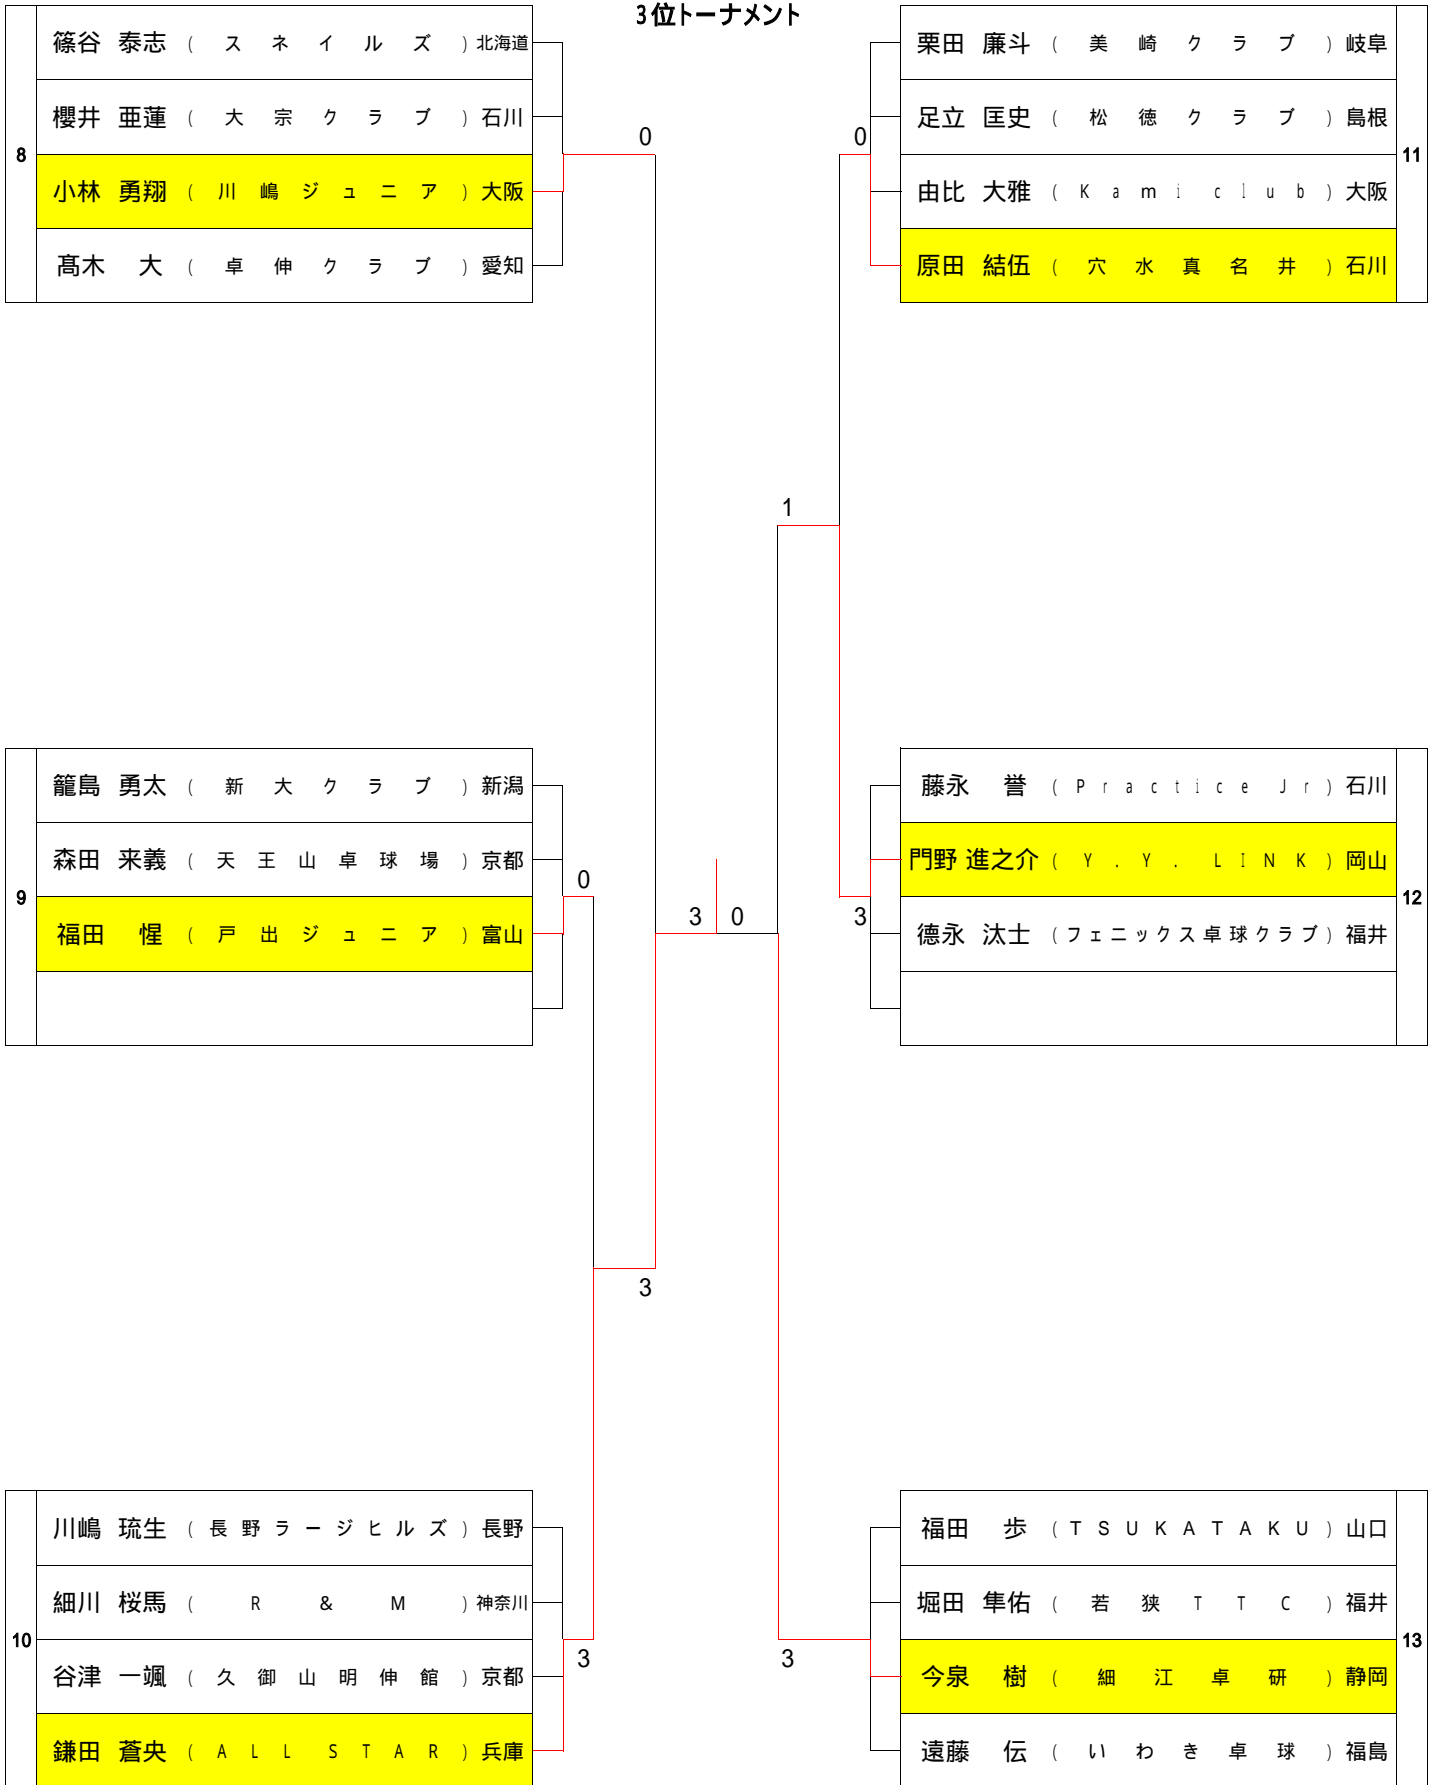 3位トーナメント
8
篠谷 泰志 ( スネイルズ ) 北海道
櫻井 亜蓮 ( 大宗クラブ ) 石川
小林 勇翔 ( 川嶋ジュニア ) 大阪
髙木 大 ( 卓伸クラブ ) 愛知
0
9
籠島 勇太 ( 新大クラブ ) 新潟
森田 来義 ( 天王山卓球場 ) 京都
福田 惺 ( 戸出ジュニア ) 富山
0
3
10
川嶋 琉生 ( 長野ラージヒルズ ) 長野
細川 桜馬 ( R&M ) 神奈川
谷津 一颯 ( 久御山明伸館 ) 京都
鎌田 蒼央 ( ALL STAR ) 兵庫
3
3 0
11
栗田 廉斗 ( 美崎クラブ ) 岐阜
足立 匡史 ( 松徳クラブ ) 島根
由比 大雅 ( Kami club ) 大阪
原田 結伍 ( 穴水真名井 ) 石川
0
1
12
藤永 誉 ( Practice Jr ) 石川
門野 進之介 ( Y.Y. LINK ) 岡山
德永 汰士 ( フェニックス卓球クラブ ) 福井
3
13
福田 歩 ( TSUKATAKU ) 山口
堀田 隼佑 ( 若狭TTC ) 福井
今泉 樹 ( 細江卓研 ) 静岡
遠藤 伝 ( いわき卓球 ) 福島
3